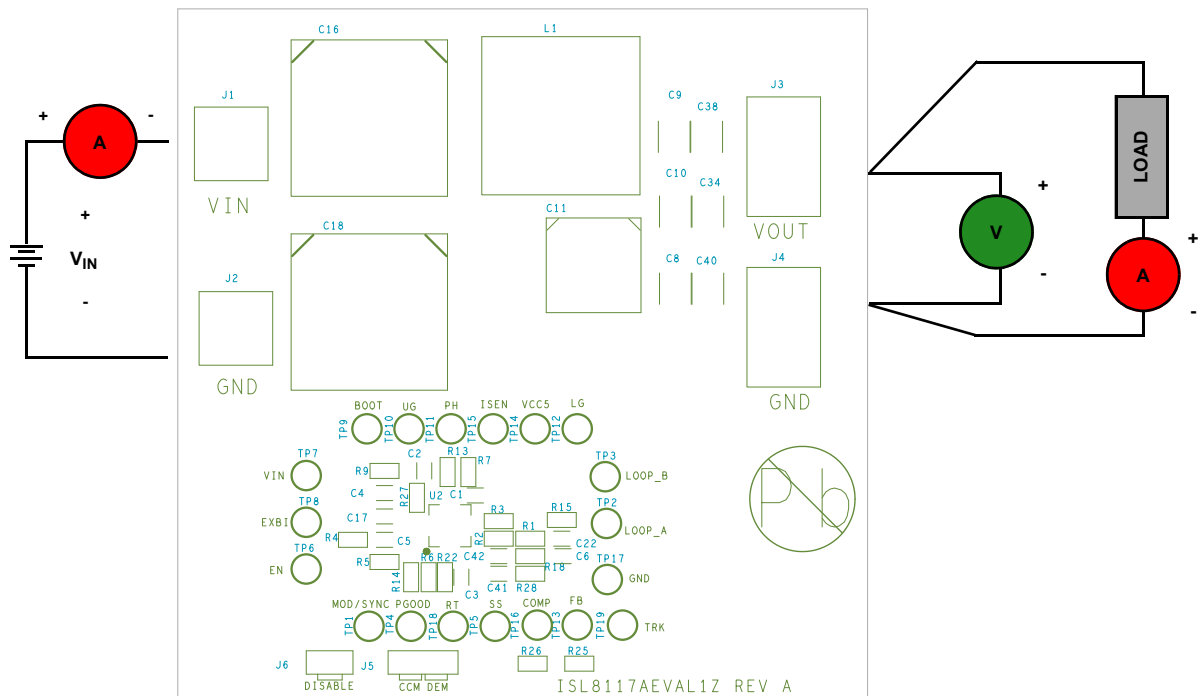 C16
L1
J1
C9
C38
J3
+
-
A
LOAD
VIN
C10
C34
C11
VOUT
+
V
-
+
VIN
-
C18
J2
C8
C40
J4
+
A
-
GND
GND
BOOT
UG
PH
ISEN
VCC5
LG
TP9
TP10
TP11
TP15
TP14
TP12
TP7
VIN
R9
C2
R13
R7
TP3
LOOP_B
C4
R27
U2
C1
TP8
EXBI
C17
R3
R15
TP2
LOOP_A
R4
C5
R2
R1
C22
TP6
EN
R5
R14
R6
R22
C42
R18
C6
TP17
GND
C3
C41
R28
MOD/SYNC
PGOOD
RT
SS
COMP
FB
TP1
TP4
TP18
TP5
TP16
TP13
TP19
TRK
R26
R25
J6
J5
DISABLE
CCM
DEM
ISL8117AEVAL1Z REV A
Pb